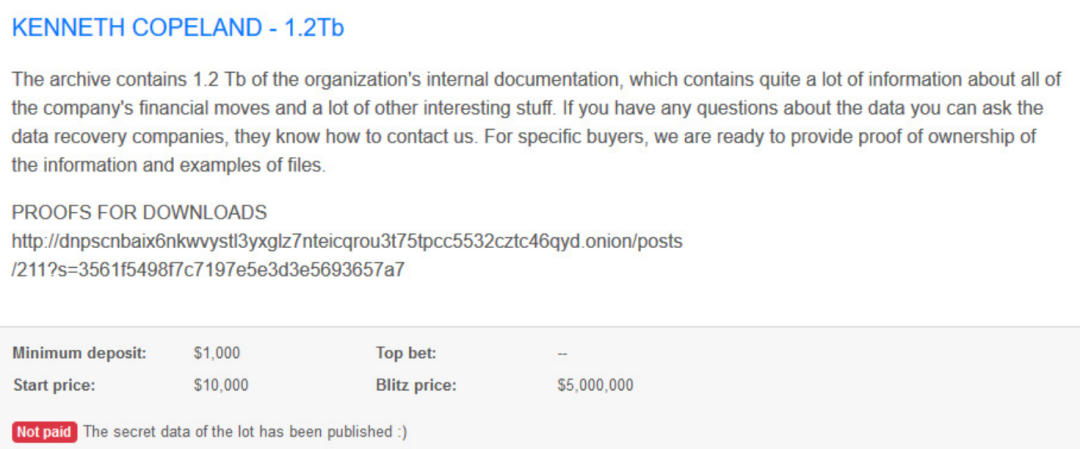 KENNETH COPELAND - 1.2Tb
The archive contains 1.2 Tb of the organization's internal documentation, which contains quite a lot of information about all of
the company's financial moves and a lot of other interesting stuff. If you have any questions about the data you can ask the
data recovery companies, they know how to contact us. For specific buyers, we are ready to provide proof of ownership of
the information and examples of files.
PROOFS FOR DOWNLOADS
http://dnpscnbaix6nkwvystl3yxglz7nteicqrou3t75tpcc5532cztc46qyd.onion/posts
/211?s=3561f5498f7c7197e5e3d3e5693657a7
Minimum deposit: $1,000 Top bet: --
Start price: $10,000 Blitz price: $5,000,000
Not paid The secret data of the lot has been published :)